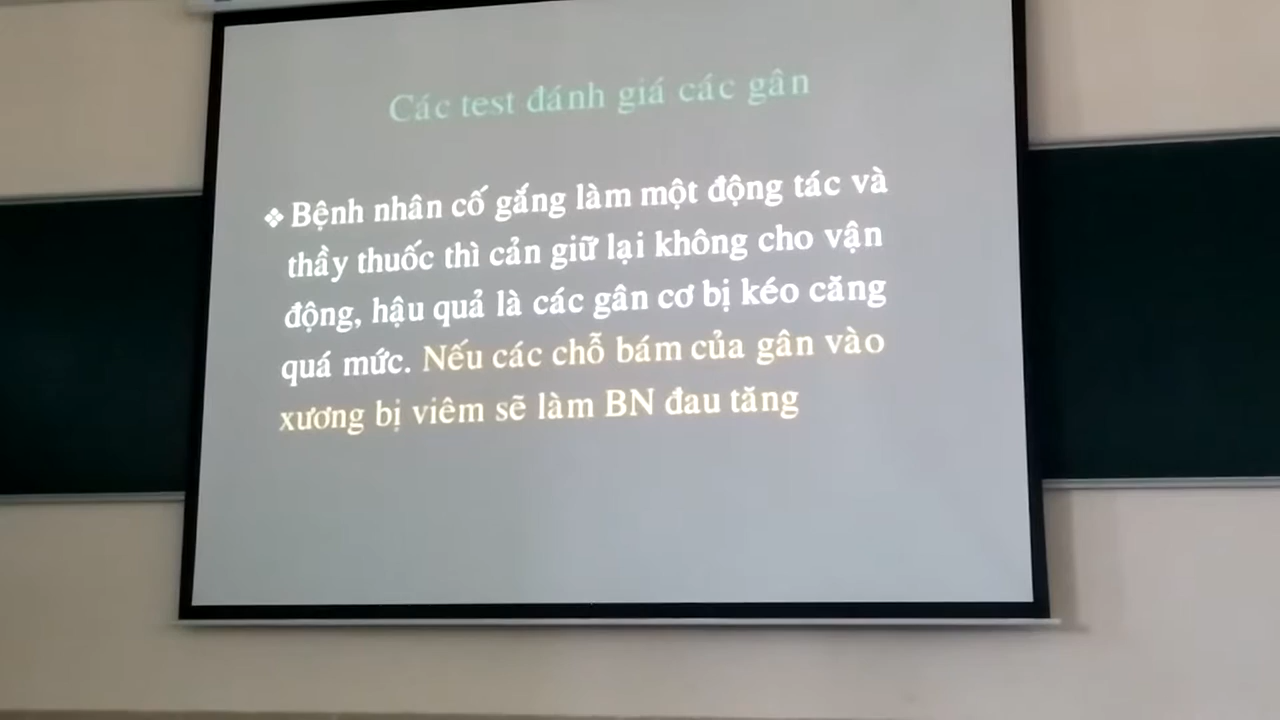 Các test đánh giá các gân
❖ Bệnh nhân cố gắng làm một động tác và
thầy thuốc thì cản giữ lại không cho vận
động, hậu quả là các gân cơ bị kéo căng
quá mức. Nếu các chỗ bám của gân vào
xương bị viêm sẽ làm BN đau tăng